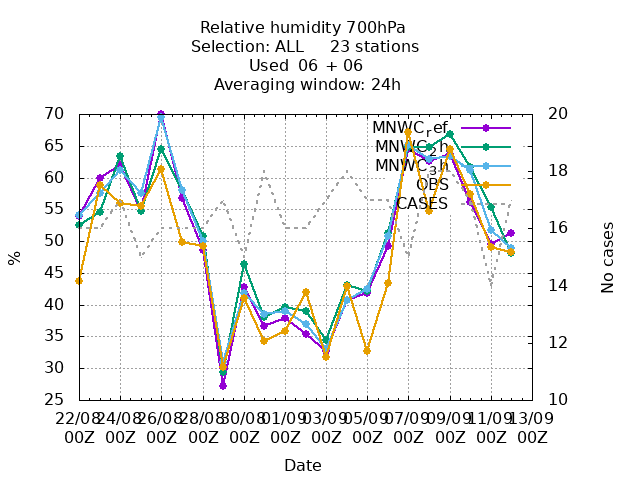 Relative humidity 700hPa
Selection: ALL 23 stations
Used 06 + 06
Averaging window: 24h
70
65
60
55
50
45
40
35
30
25
%
20
18
16
14
12
10
No cases
MNWC_ref
MNWC_2h
MNWC_3h
OBS
CASES
22/08 24/08 26/08 28/08 30/08 01/09 03/09 05/09 07/09 09/09 11/09 13/09
00Z 00Z 00Z 00Z 00Z 00Z 00Z 00Z 00Z 00Z 00Z 00Z
Date